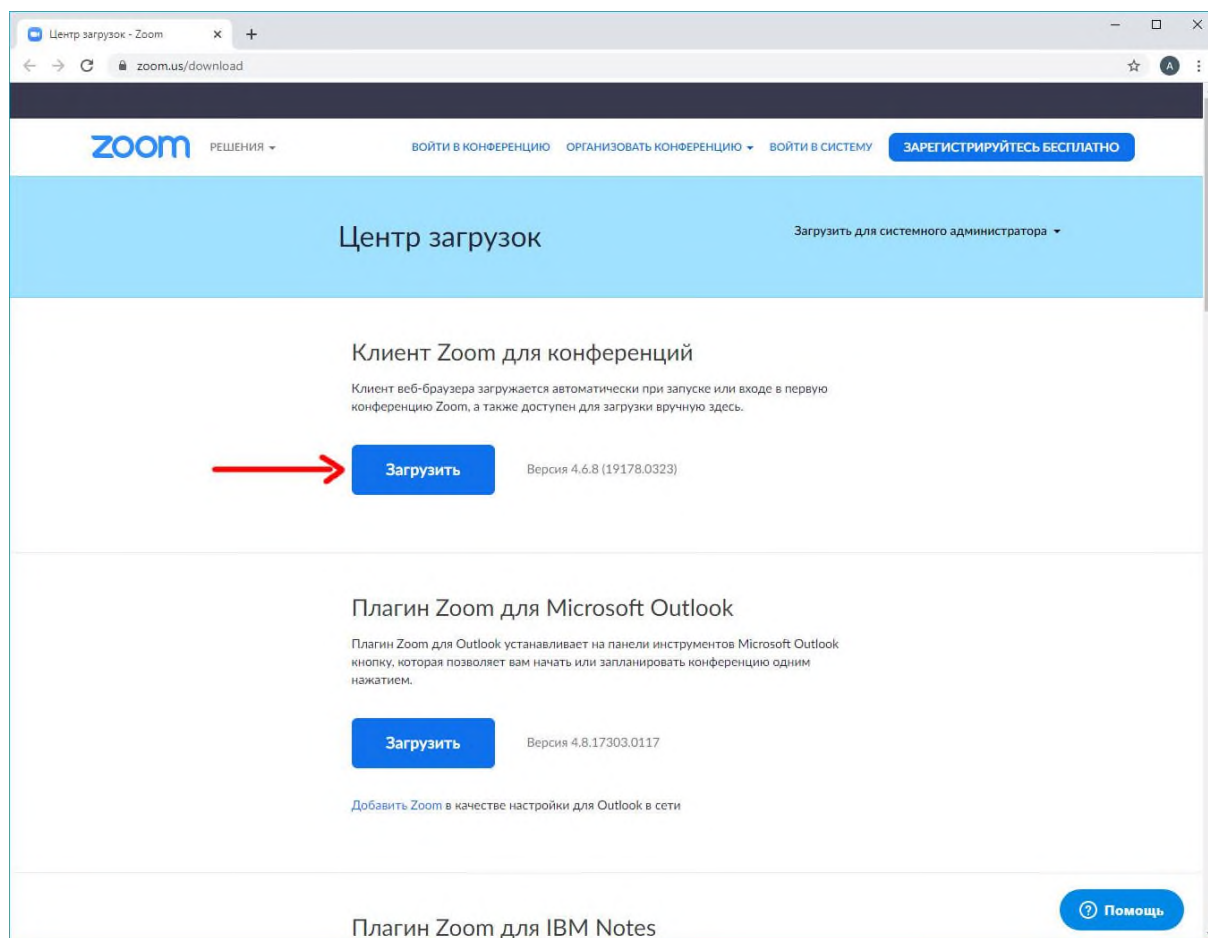 Центр загрузок - Zoom
zoom.us/download
A
zoom
РЕШЕНИЯ
ВОЙТИ В КОНФЕРЕНЦИЮ
ОРГАНИЗОВАТЬ КОНФЕРЕНЦИЮ
ВОЙТИ В СИСТЕМУ
ЗАРЕГИСТРИРУЙТЕСЬ БЕСПЛАТНО
Центр загрузок
Загрузить для системного администратора
Клиент Zoom для конференций
Клиент веб-браузера загружается автоматически при запуске или входе в первую
конференцию Zoom, а также доступен для загрузки вручную здесь.
Загрузить
Версия 4.6.8 (19178.0323)
Плагин Zoom для Microsoft Outlook
Плагин Zoom для Outlook устанавливает на панели инструментов Microsoft Outlook
кнопку, которая позволяет вам начать или запланировать конференцию одним
нажатием.
Загрузить
Версия 4.8.17303.0117
Добавить Zoom в качестве настройки для Outlook в сети
Плагин Zoom для IBM Notes
Помощь